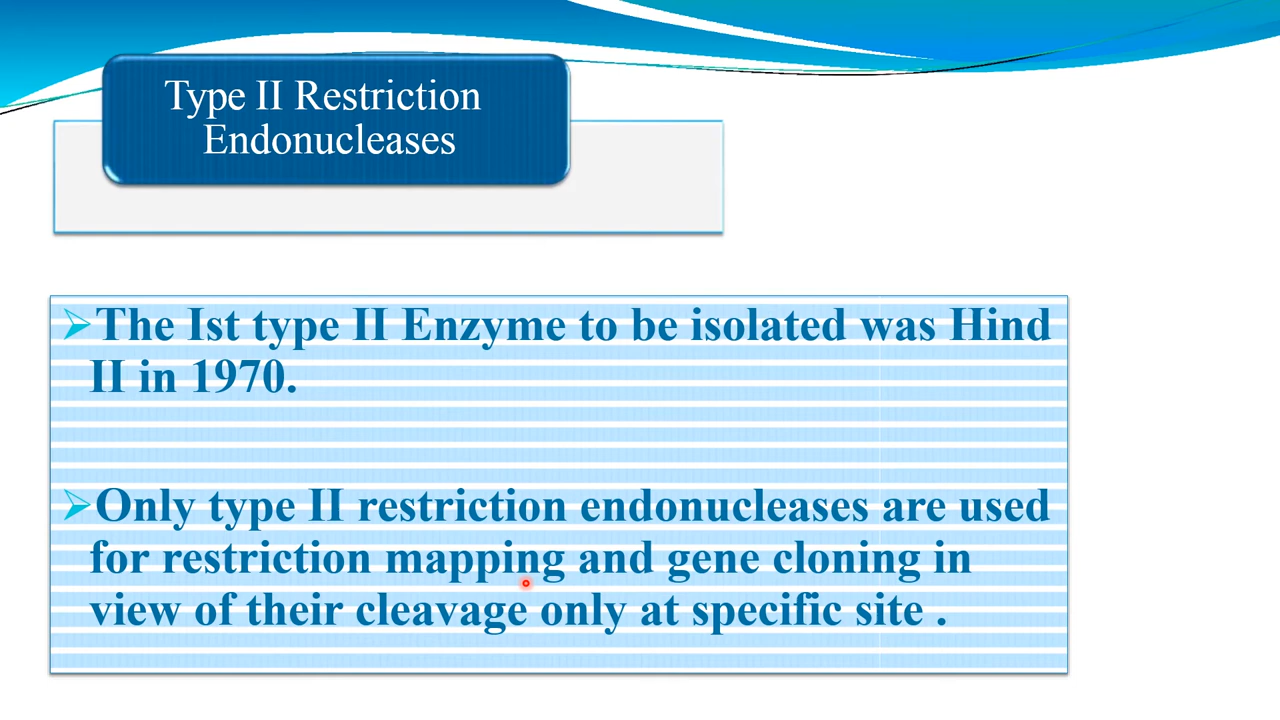 Type II Restriction
Endonucleases
The Ist type II Enzyme to be isolated was Hind
II in 1970.
Only type II restriction endonucleases are used
for restriction mapping and gene cloning in
view of their cleavage only at specific site .